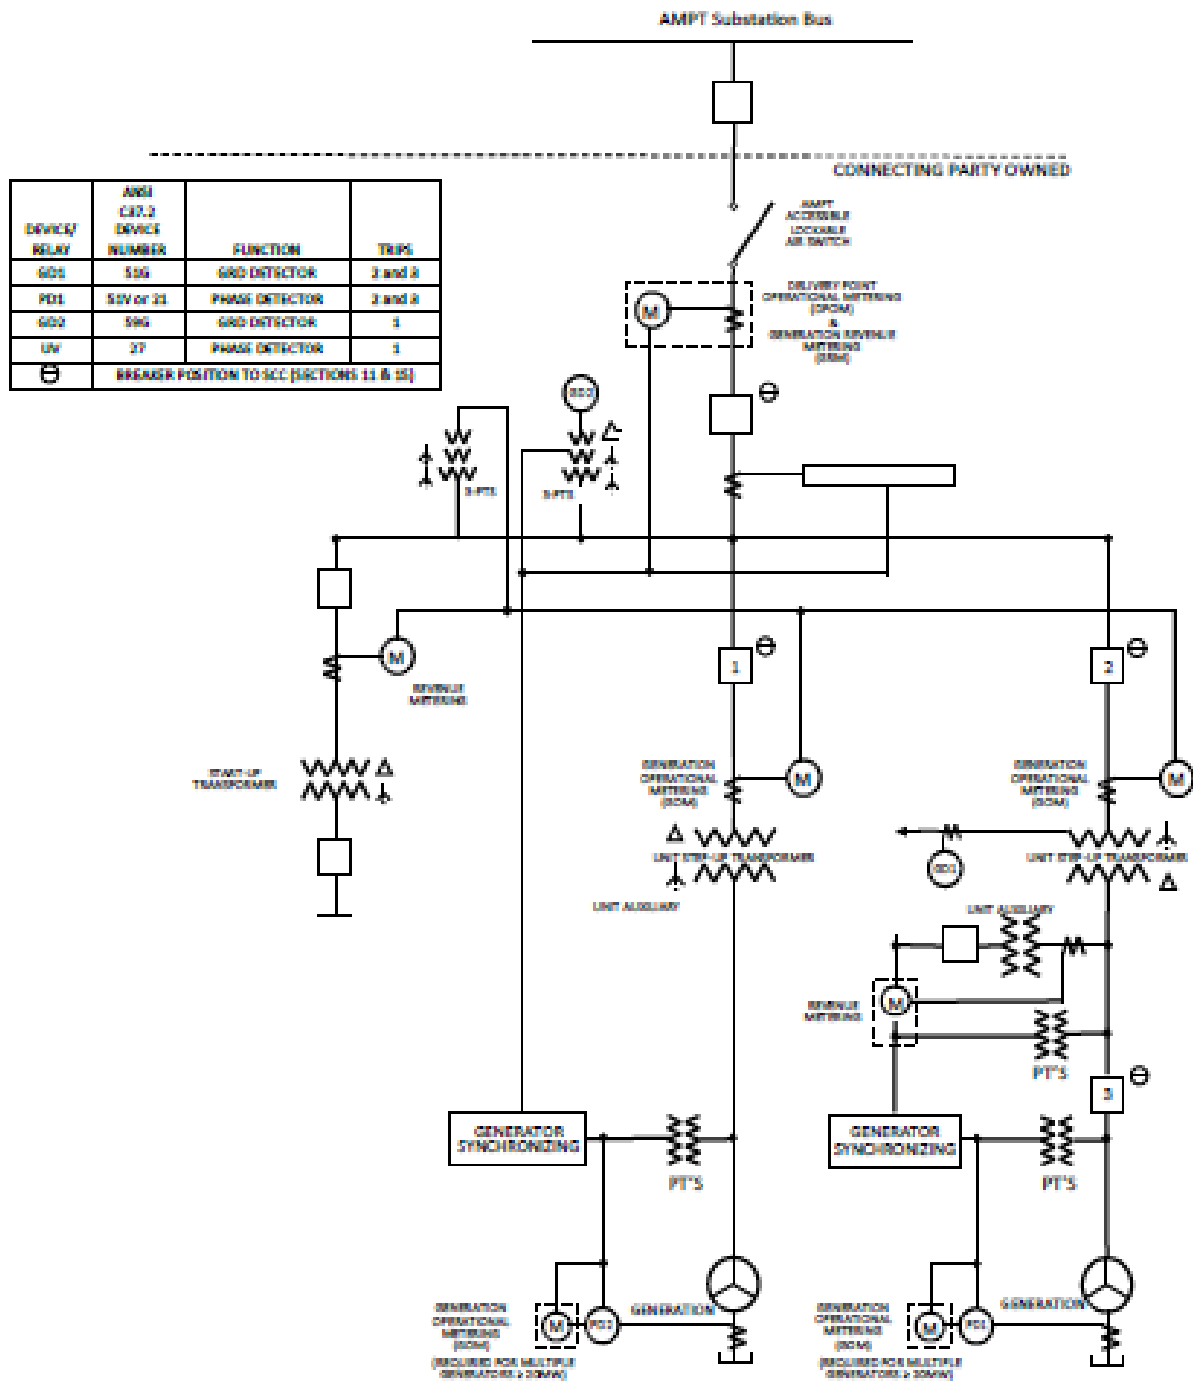 AMPT Substation Bus
CONNECTING PARTY OWNED
AMPT
ACCESSIBLE
LOCKABLE
AIR SWITCH
DEVICE/
RELAY
ANSI
C37.2
DEVICE
NUMBER
FUNCTION
TRIPS
GD1 51G GRD DETECTOR 2 and 3
PD1 51V or 21 PHASE DETECTOR 2 and 3
GD2 59G GRD DETECTOR 1
UV 27 PHASE DETECTOR 1
BREAKER POSITION TO SCC (SECTIONS 11 & 15)
DELIVERY POINT
OPERATIONAL METERING
(DPOM)
&
GENERATION REVENUE
METERING
(GRM)
M
GD2
3-PTS
3-PTS
M
REVENUE
METERING
1
2
START-UP
TRANSFORMER
GENERATION
OPERATIONAL
METERING
(GOM)
M
GENERATION
OPERATIONAL
METERING
(GOM)
M
UNIT STEP-UP TRANSFORMER
GD1
UNIT STEP-UP TRANSFORMER
UNIT AUXILIARY
UNIT AUXILIARY
REVENUE
METERING
M
PT'S
3
GENERATOR
SYNCHRONIZING
PT'S
GENERATOR
SYNCHRONIZING
PT'S
GENERATION
OPERATIONAL
METERING
(GOM)
M
GENERATION
(REQUIRED FOR MULTIPLE
GENERATORS ≥ 20MW)
GENERATION
OPERATIONAL
METERING
(GOM)
M
PD1
GENERATION
(REQUIRED FOR MULTIPLE
GENERATORS ≥ 20MW)